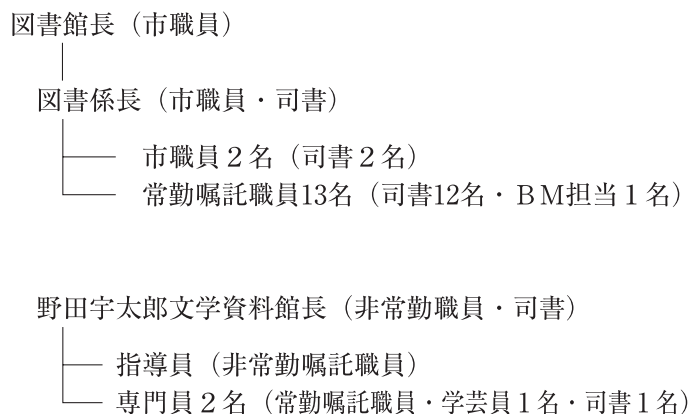 図書館長（市職員）
図書係長（市職員・司書）
市職員２名（司書２名）
常勤嘱託職員13名（司書12名・ＢＭ担当１名）
野田宇太郎文学資料館長（非常勤職員・司書）
指導員（非常勤嘱託職員）
専門員２名（常勤嘱託職員・学芸員１名・司書１名）